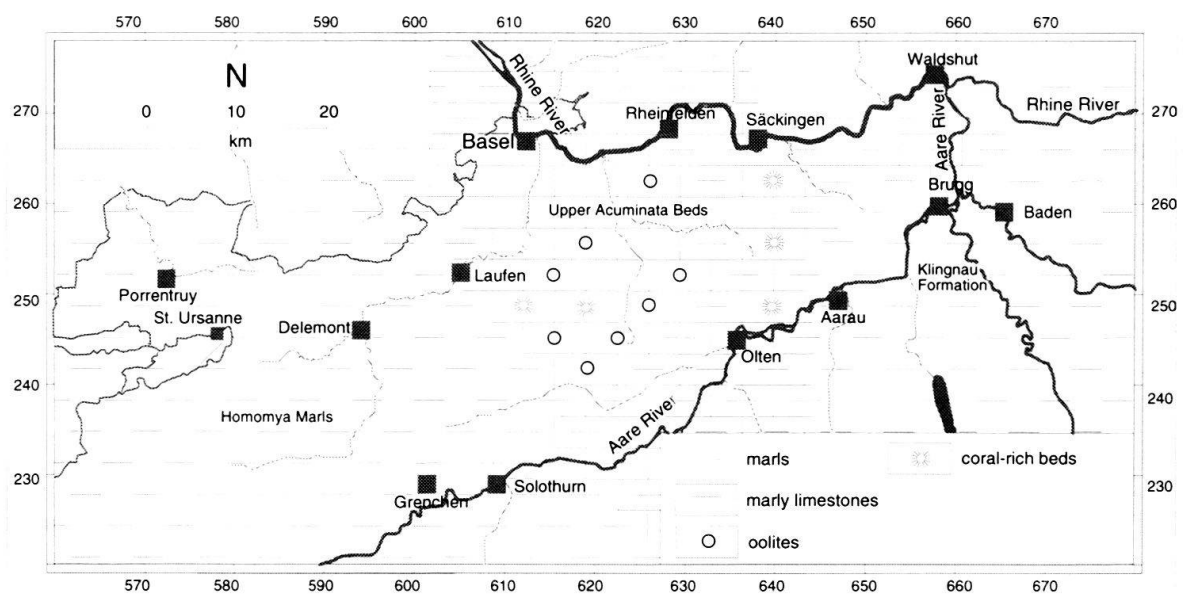 570 580 590 600 610 620 630 640 650 660 670
N
0 10 20
km
Rhine River
Basel
Rheinfelden
Säckingen
Waldshut
Rhine River
Aare River
Brugg
Baden
270
260
250
240
230
270
260
250
240
230
Upper Acuminata Beds
Laufen
Porrentruy
St. Ursanne
Delemont
Klingnau
Formation
Aarau
Olten
Homomya Marls
Aare River
Grenchen
Solothurn
marls
coral-rich beds
marly limestones
oolites
570 580 590 600 610 620 630 640 650 660 670